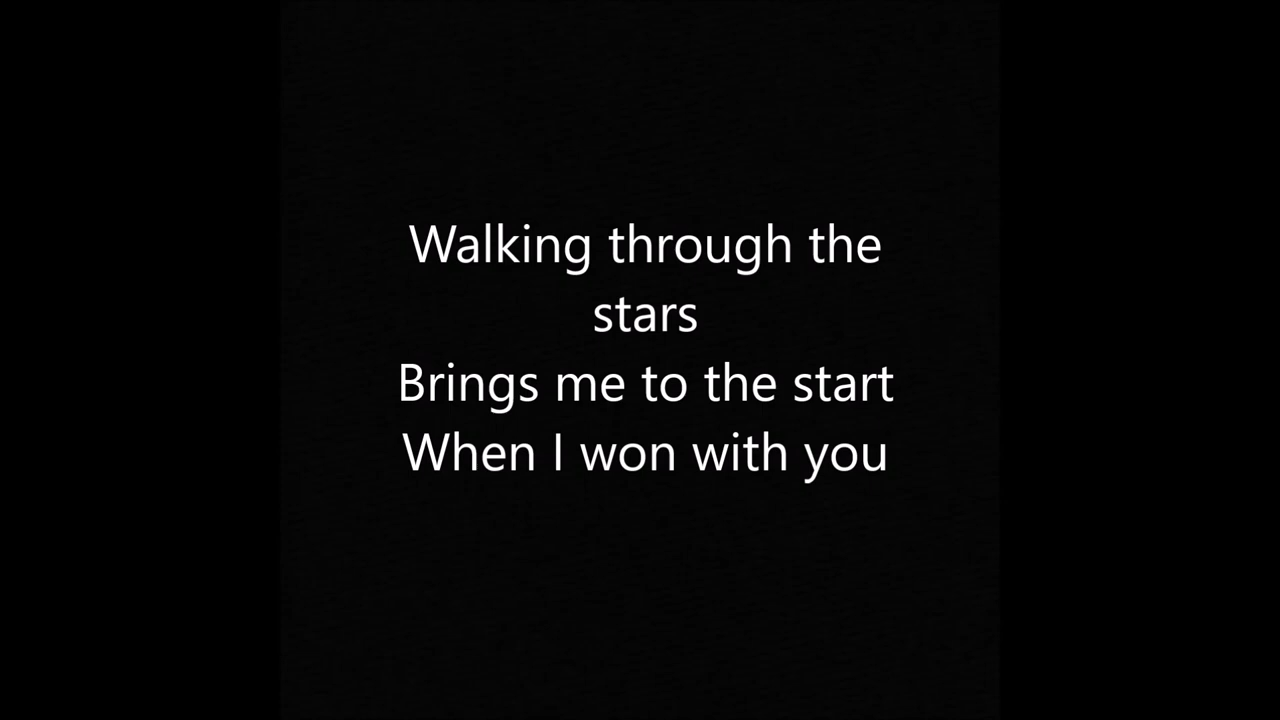 Walking through the
stars
Brings me to the start
When I won with you